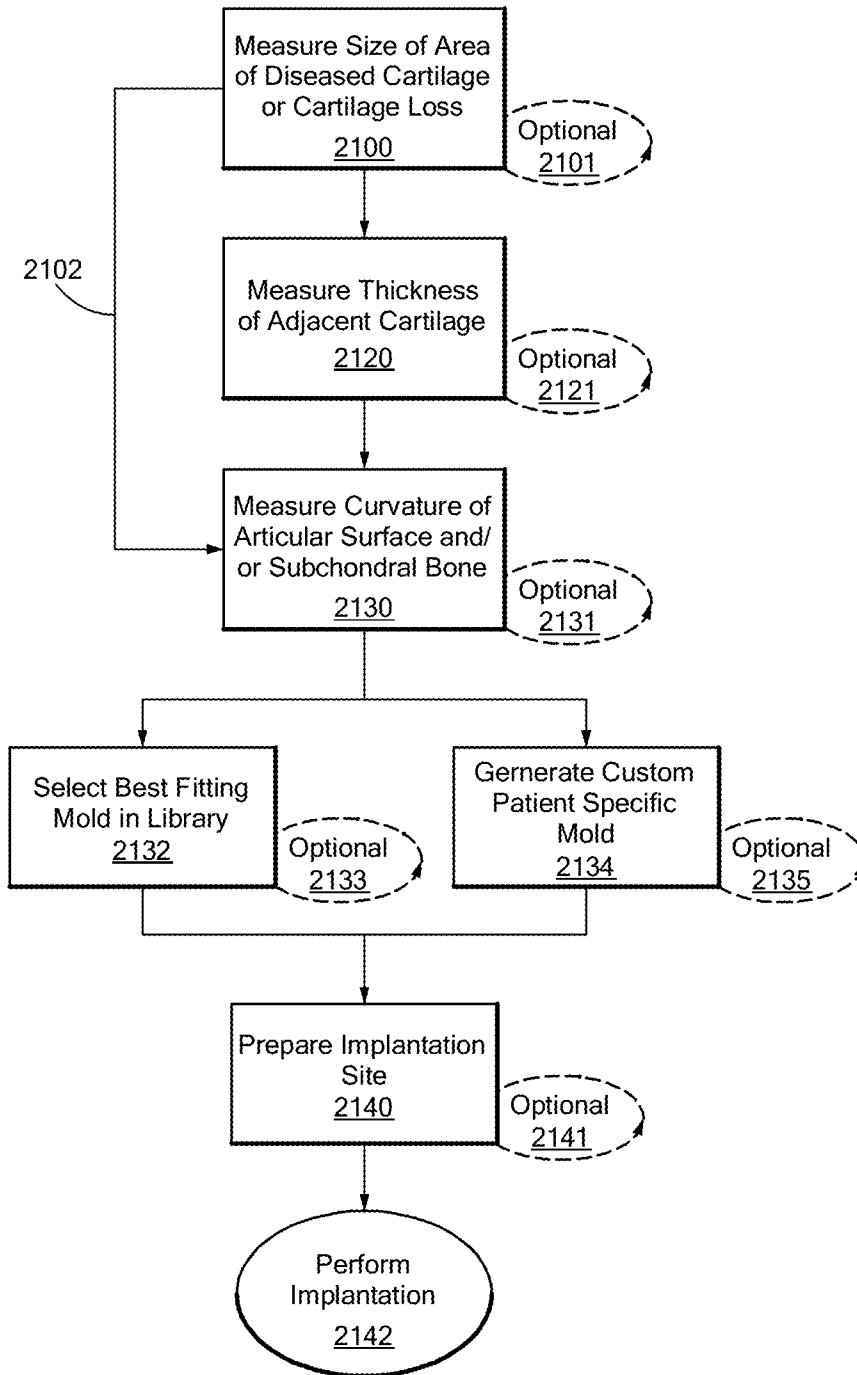 Measure Size of Area
of Diseased Cartilage
or Cartilage Loss
2100
Optional
2101
2102
Measure Thickness
of Adjacent Cartilage
2120
Optional
2121
Measure Curvature of
Articular Surface and/
or Subchondral Bone
2130
Optional
2131
Select Best Fitting
Mold in Library
2132
Optional
2133
Gernerate Custom
Patient Specific
Mold
2134
Optional
2135
Prepare Implantation
Site
2140
Optional
2141
Perform
Implantation
2142